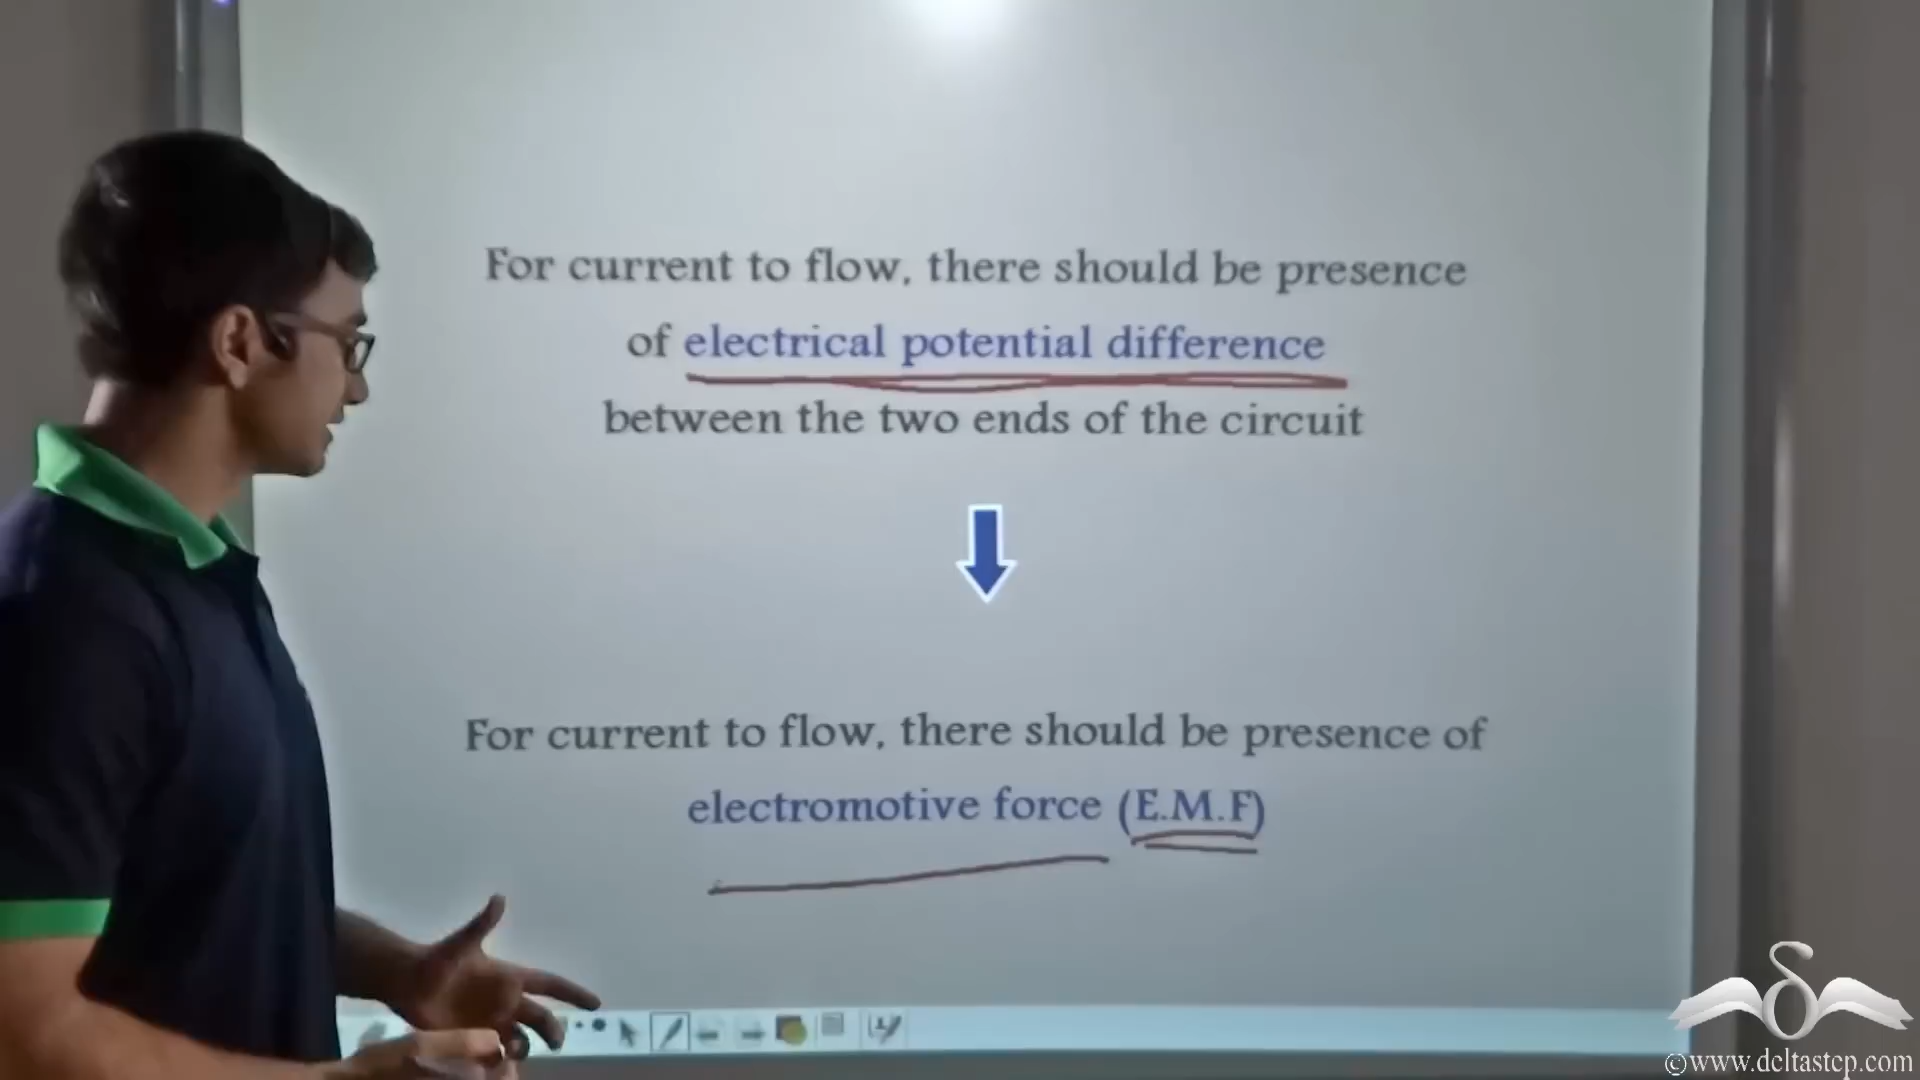 For current to flow, there should be presence
of electrical potential difference
between the two ends of the circuit
For current to flow, there should be presence of
electromotive force (E.M.F)
©www.deltastep.com